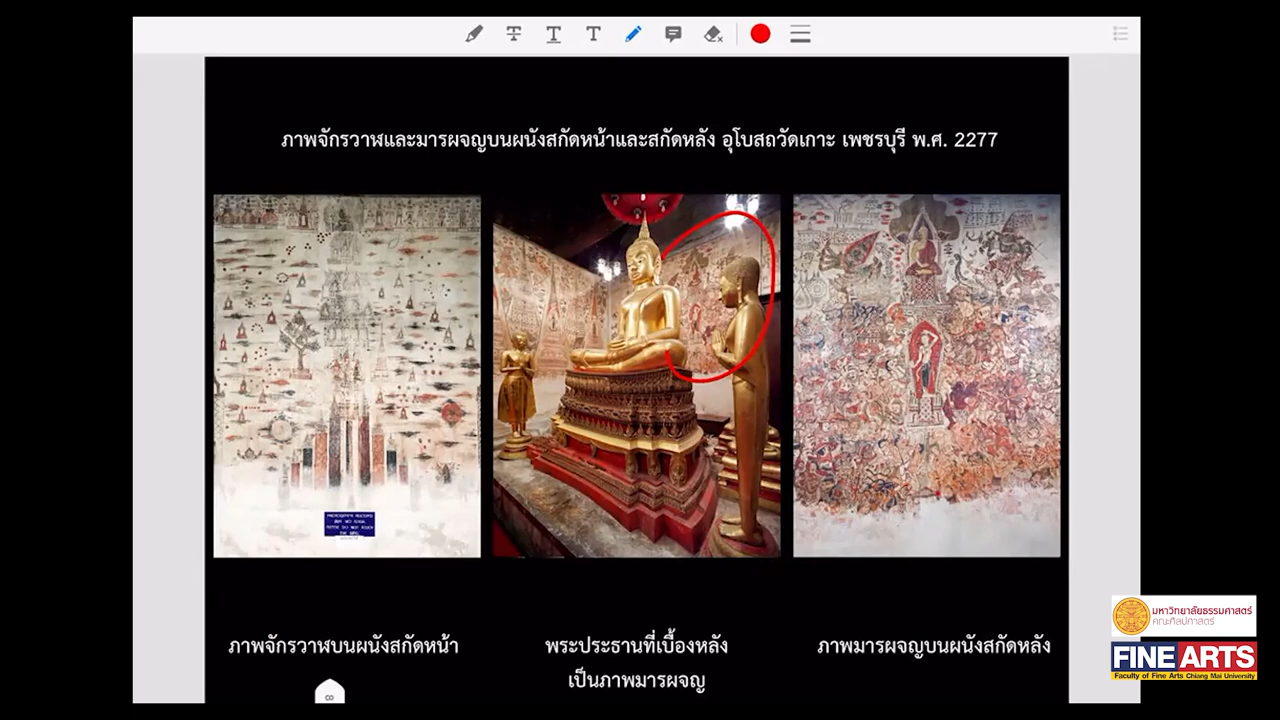 ภาพจักรวาฬและมารผจญบนผนังสกัดหน้าและสกัดหลัง อุโบสถวัดเกาะ เพชรบุรี พ.ศ. 2277
ภาพจักรวาฬบนผนังสกัดหน้า
พระประธานที่เบื้องหลัง
เป็นภาพมารผจญ
ภาพมารผจญบนผนังสกัดหลัง
8
มหาวิทยาลัยธรรมศาสตร์
คณะศิลปศาสตร์
FINE ARTS
Faculty of Fine Arts Chiang Mai University